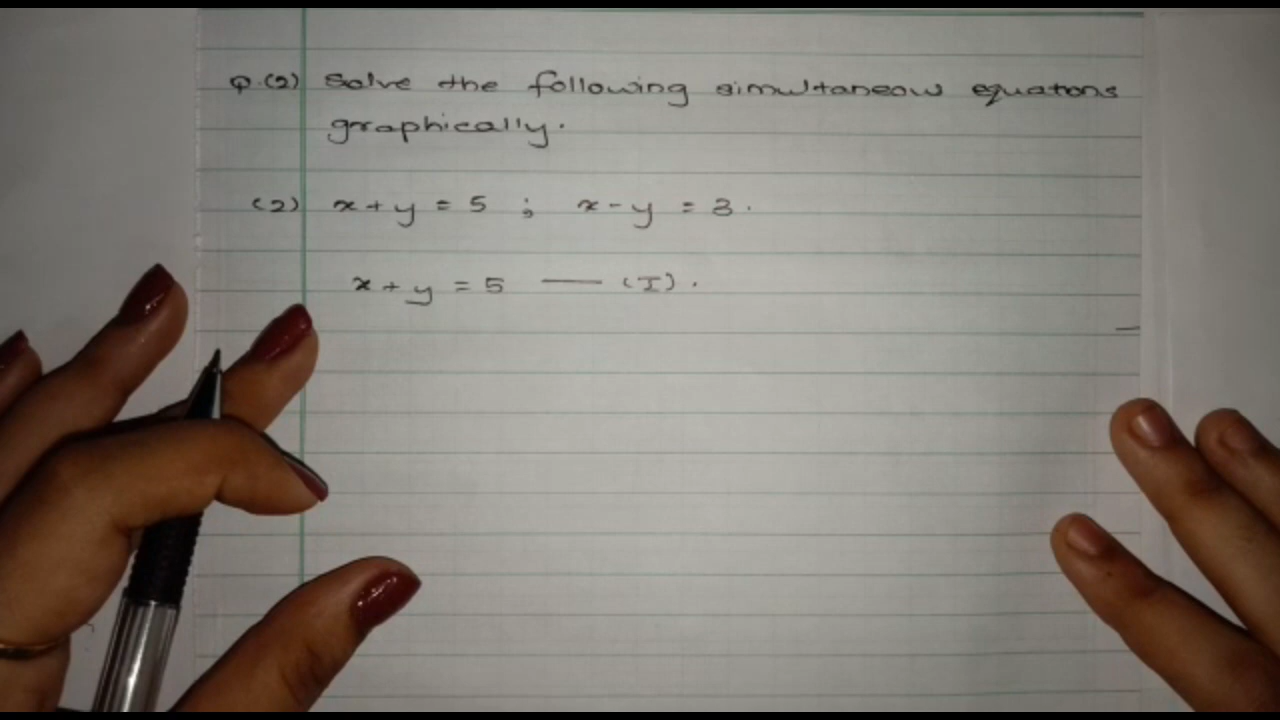 Q.(2) Solve the following simultaneous equations
graphically.
(2) x + y = 5 ; x - y = 3.
x + y = 5 — (I).